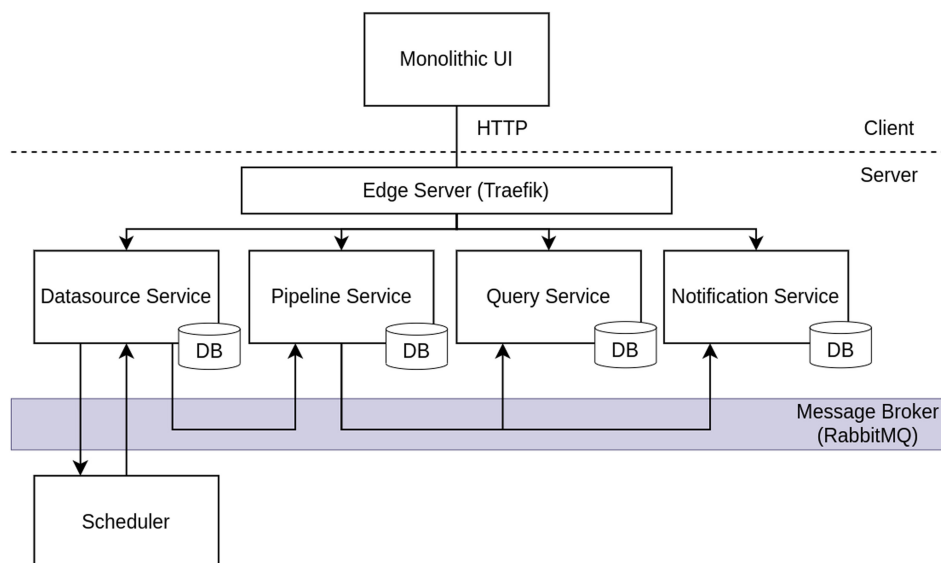 Monolithic UI
HTTP
Client
Server
Edge Server (Traefik)
Datasource Service
Pipeline Service
Query Service
Notification Service
DB
DB
DB
DB
Message Broker
(RabbitMQ)
Scheduler